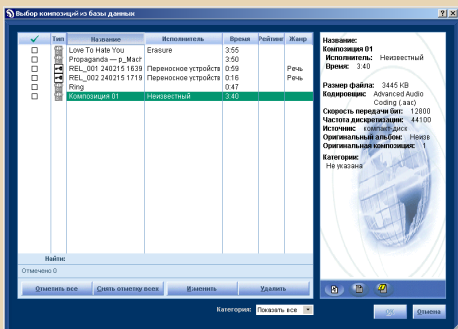 Выбор композиций из базы данных
Тип Название Исполнитель Время Рейтинг Жанр
Love To Hate You Erasure 3:55
Propaganda — p_Mach 3:50
REL_001 240215 1639 Переносное устройств 0:59 Речь
REL_002 240215 1719 Переносное устройств 0:16 Речь
Ring 0:47
Композиция 01 Неизвестный 3:40
Найти:
Отмечено 0
Отметить все Снять отметку всех Изменить Удалить
Категория: Показать все
Название:
Композиция 01
Исполнитель: Неизвестный
Время: 3:40
Размер файла: 3445 KB
Кодировщик: Advanced Audio
Coding (.aac)
Скорость передачи бит: 12800
Частота дискретизации: 44100
Источник: компакт-диск
Оригинальный альбом: Неизв
Оригинальная композиция: 1
Категории:
Не указана
OK Отмена